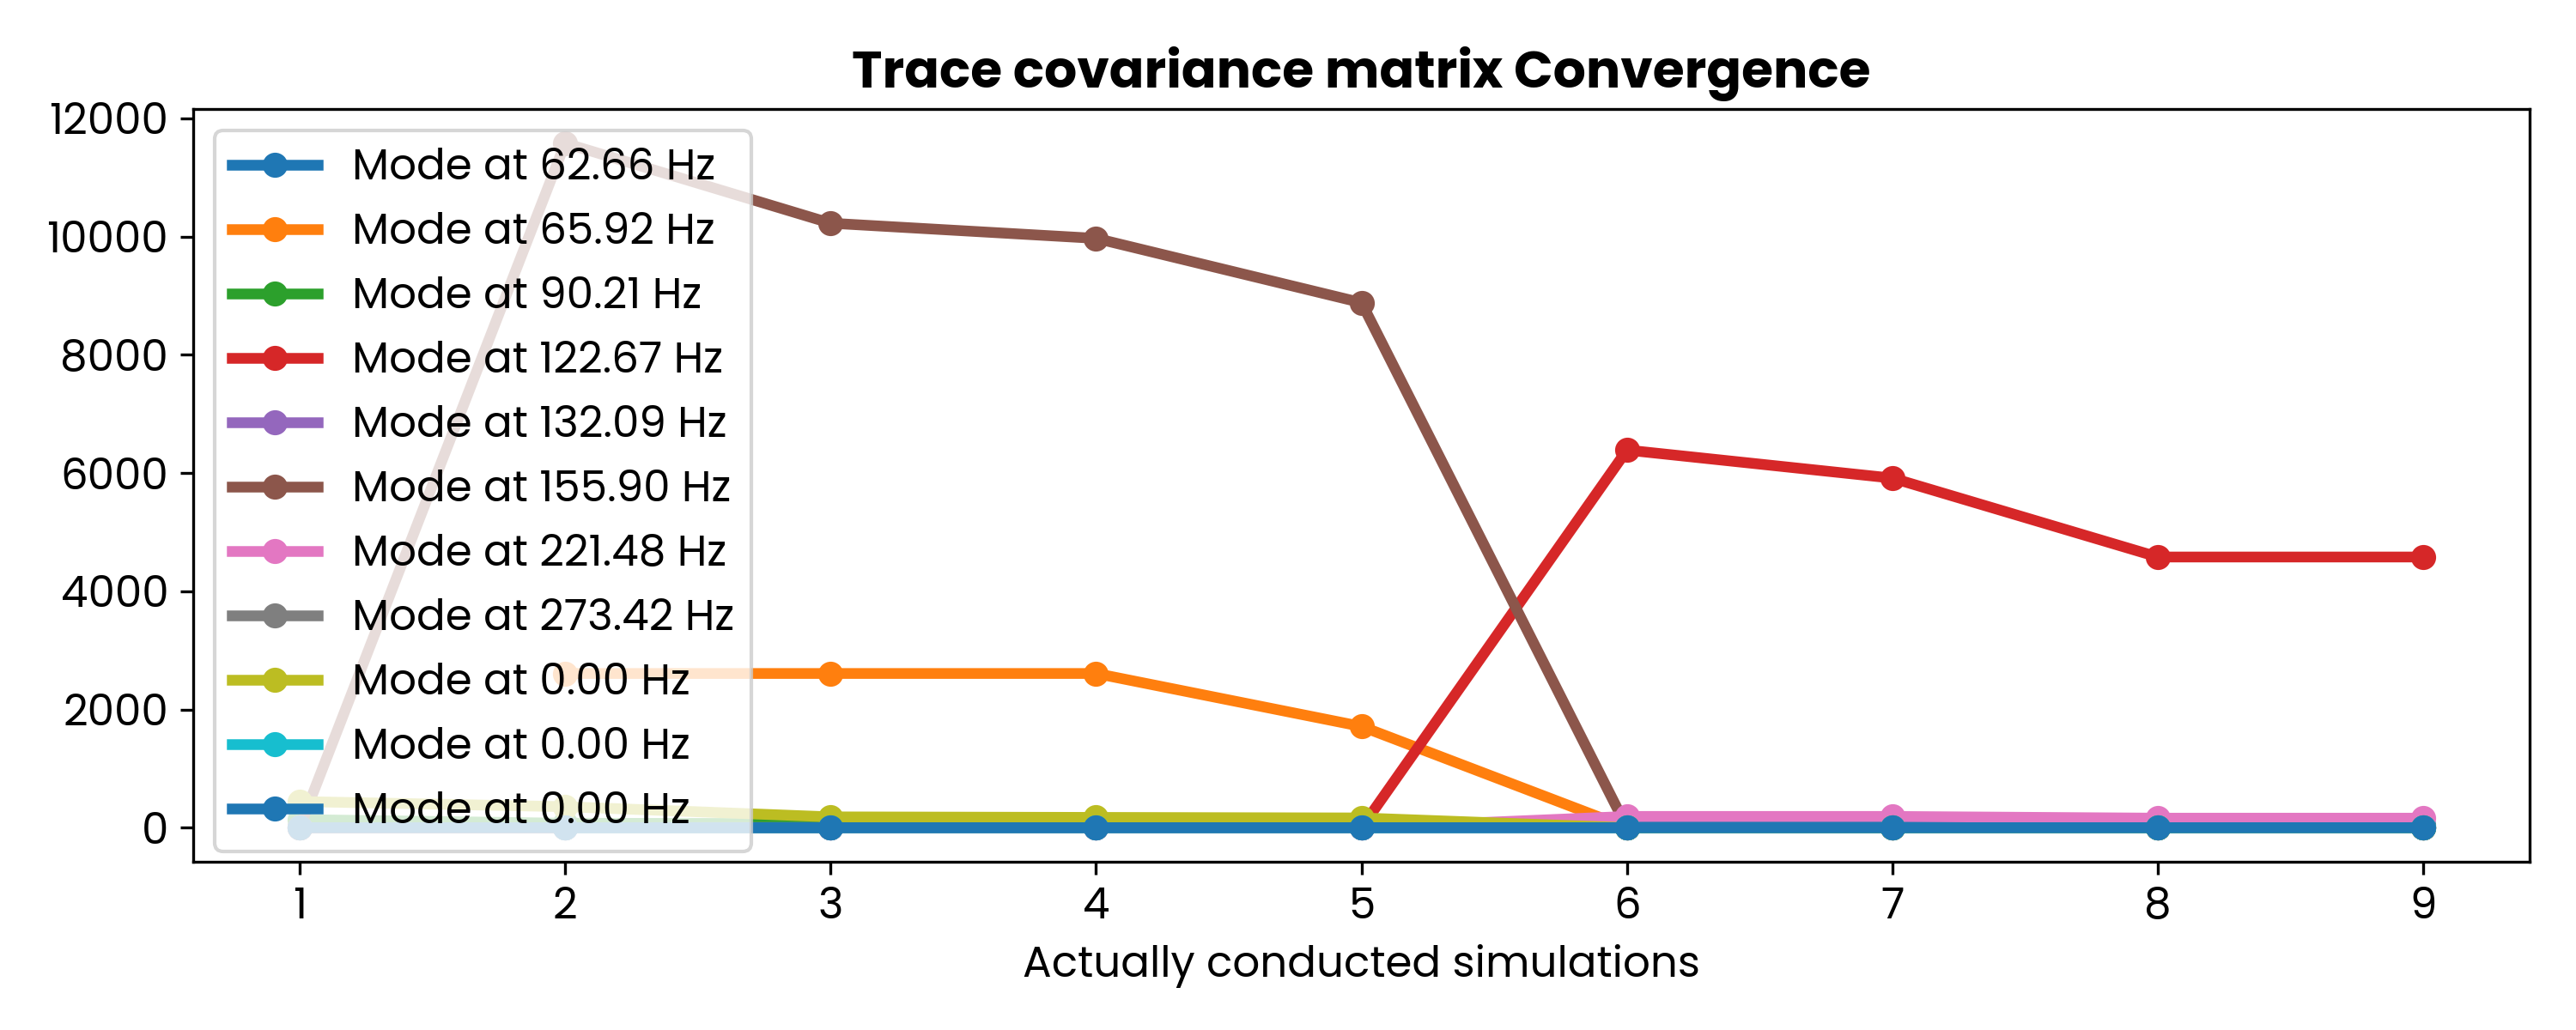 Trace covariance matrix Convergence
12000
10000
8000
6000
4000
2000
0
Mode at 62.66 Hz
Mode at 65.92 Hz
Mode at 90.21 Hz
Mode at 122.67 Hz
Mode at 132.09 Hz
Mode at 155.90 Hz
Mode at 221.48 Hz
Mode at 273.42 Hz
Mode at 0.00 Hz
Mode at 0.00 Hz
Mode at 0.00 Hz
1 2 3 4 5 6 7 8 9
Actually conducted simulations